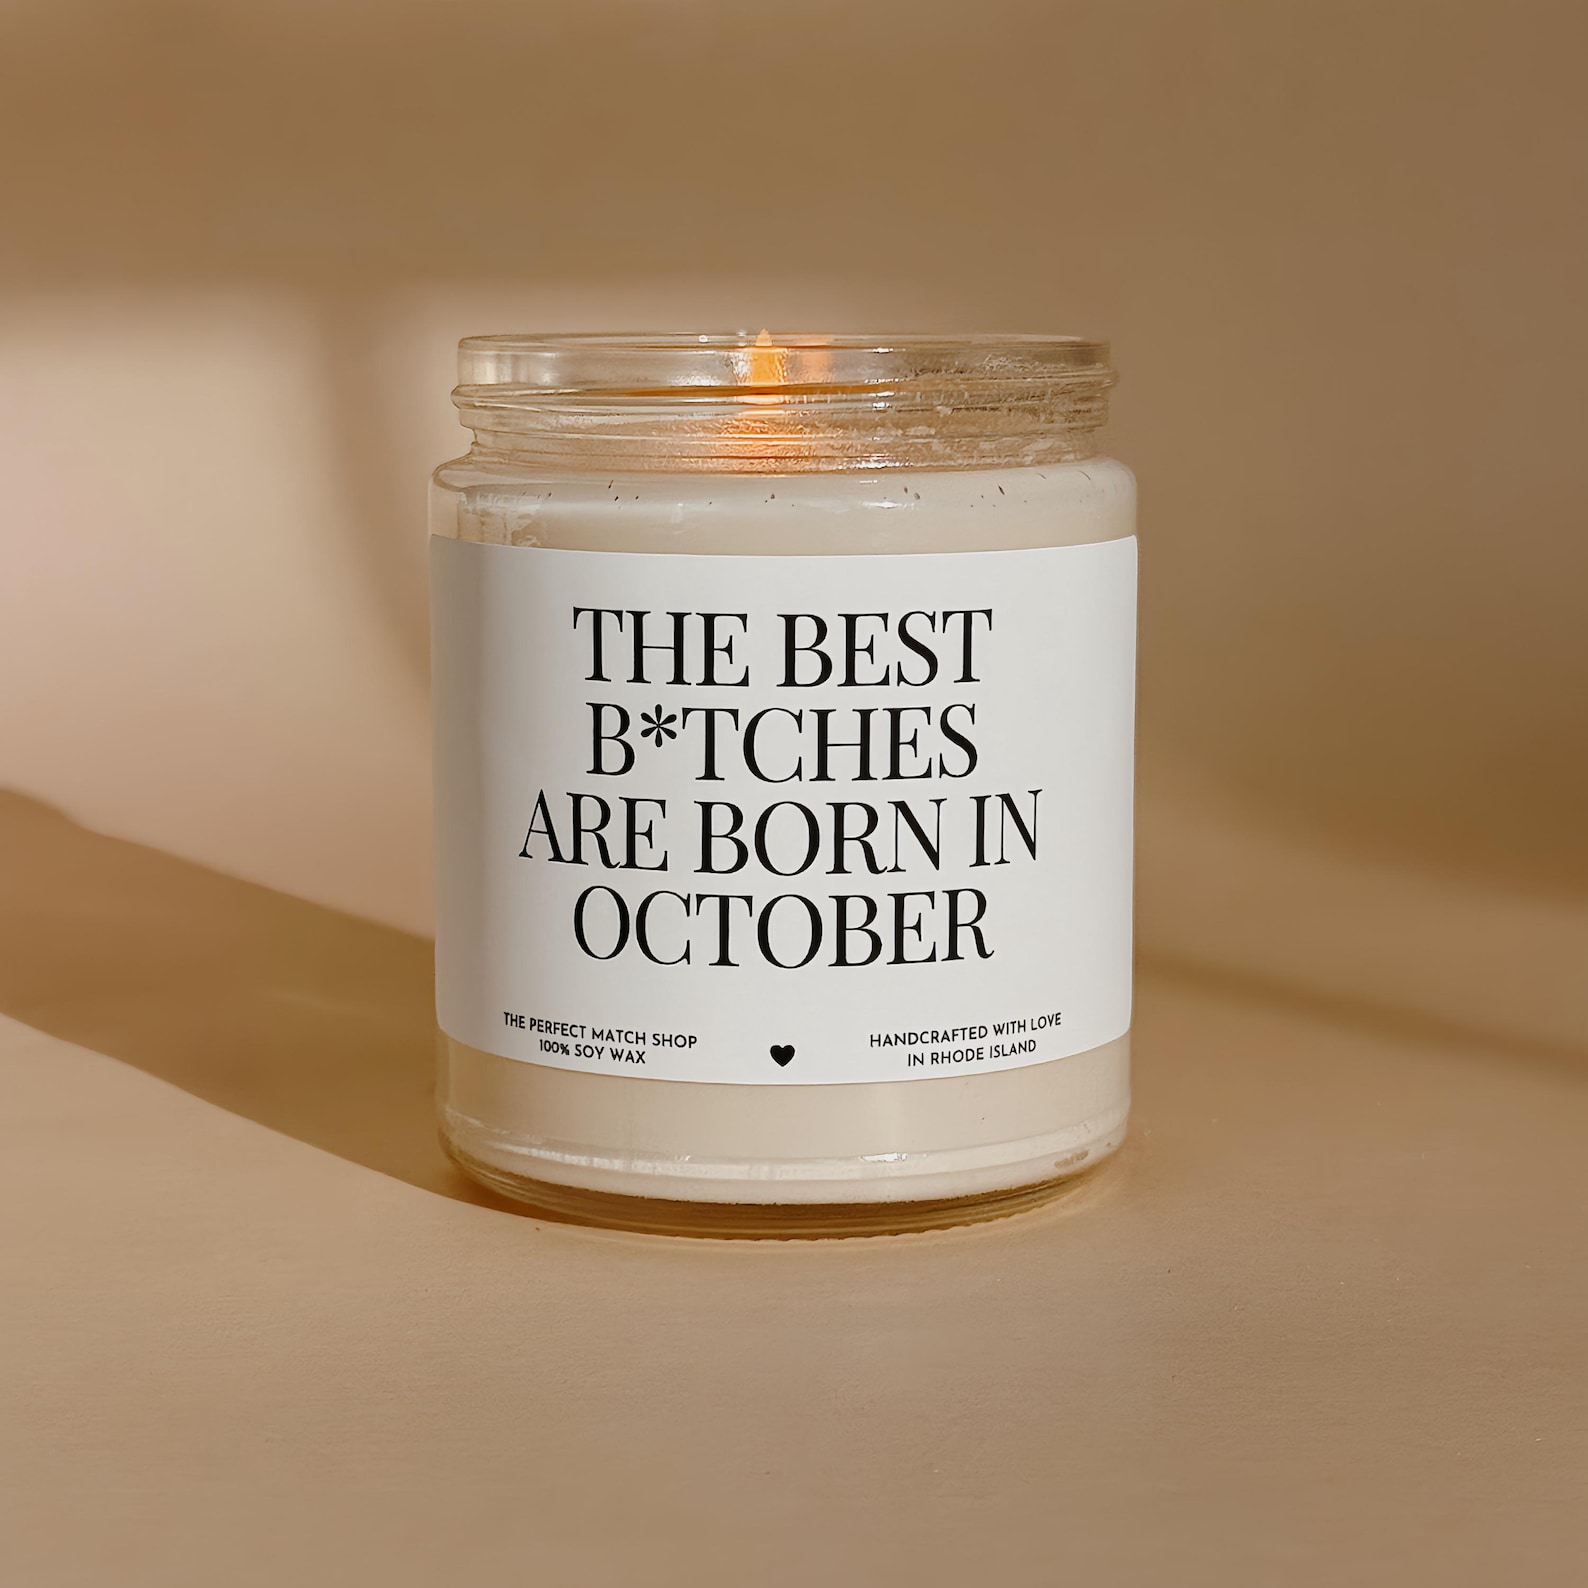 THE BEST
B*TCHES
ARE BORN IN
OCTOBER
THE PERFECT MATCH SHOP
100% SOY WAX
HANDCRAFTED WITH LOVE
IN RHODE ISLAND